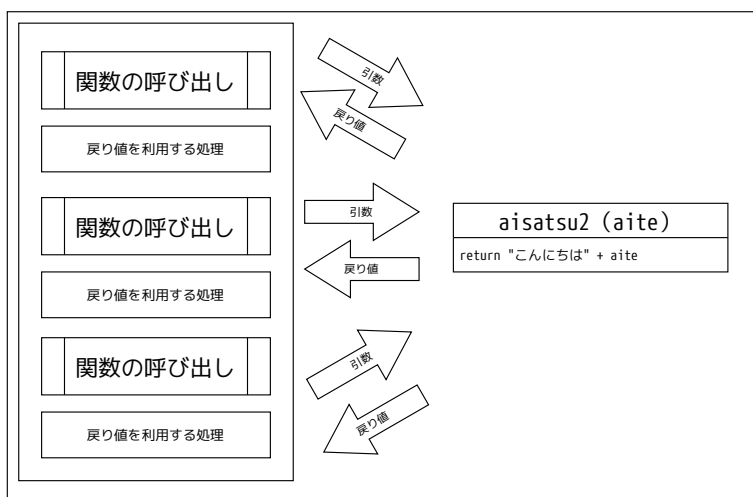 関数の呼び出し
引数
戻り値
戻り値を利用する処理
関数の呼び出し
引数
戻り値
戻り値を利用する処理
関数の呼び出し
引数
戻り値
戻り値を利用する処理
aisatsu2 (aite)
return "こんにちは" + aite